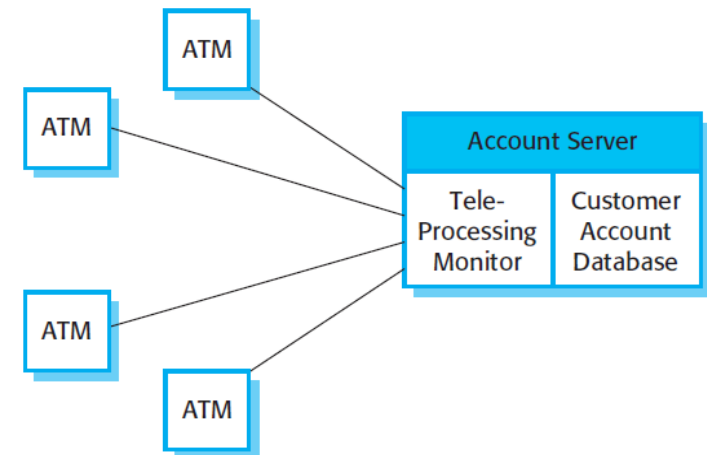 ATM
ATM
Account Server
Tele-
Processing
Monitor
Customer
Account
Database
ATM
ATM